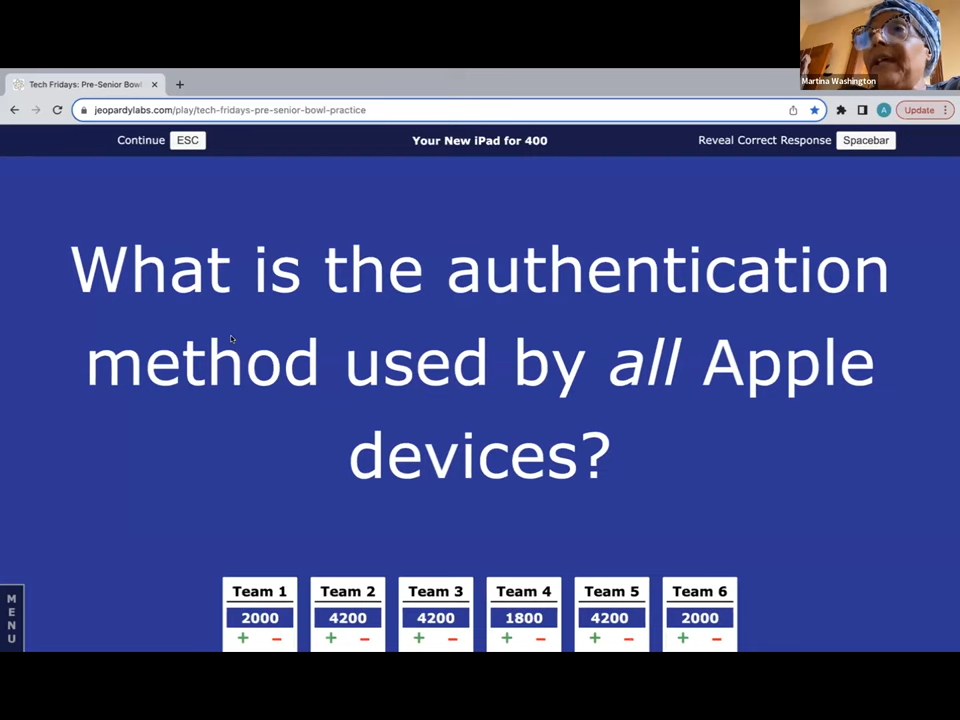 Martina Washington
Tech Fridays: Pre-Senior Bowl
jeopardylabs.com/play/tech-fridays-pre-senior-bowl-practice
A
Update
Continue ESC
Your New iPad for 400
Reveal Correct Response Spacebar
What is the authentication
method used by all Apple
devices?
MENU
Team 1 Team 2 Team 3 Team 4 Team 5 Team 6
2000 4200 4200 1800 4200 2000
+ − + − + − + − + − + −